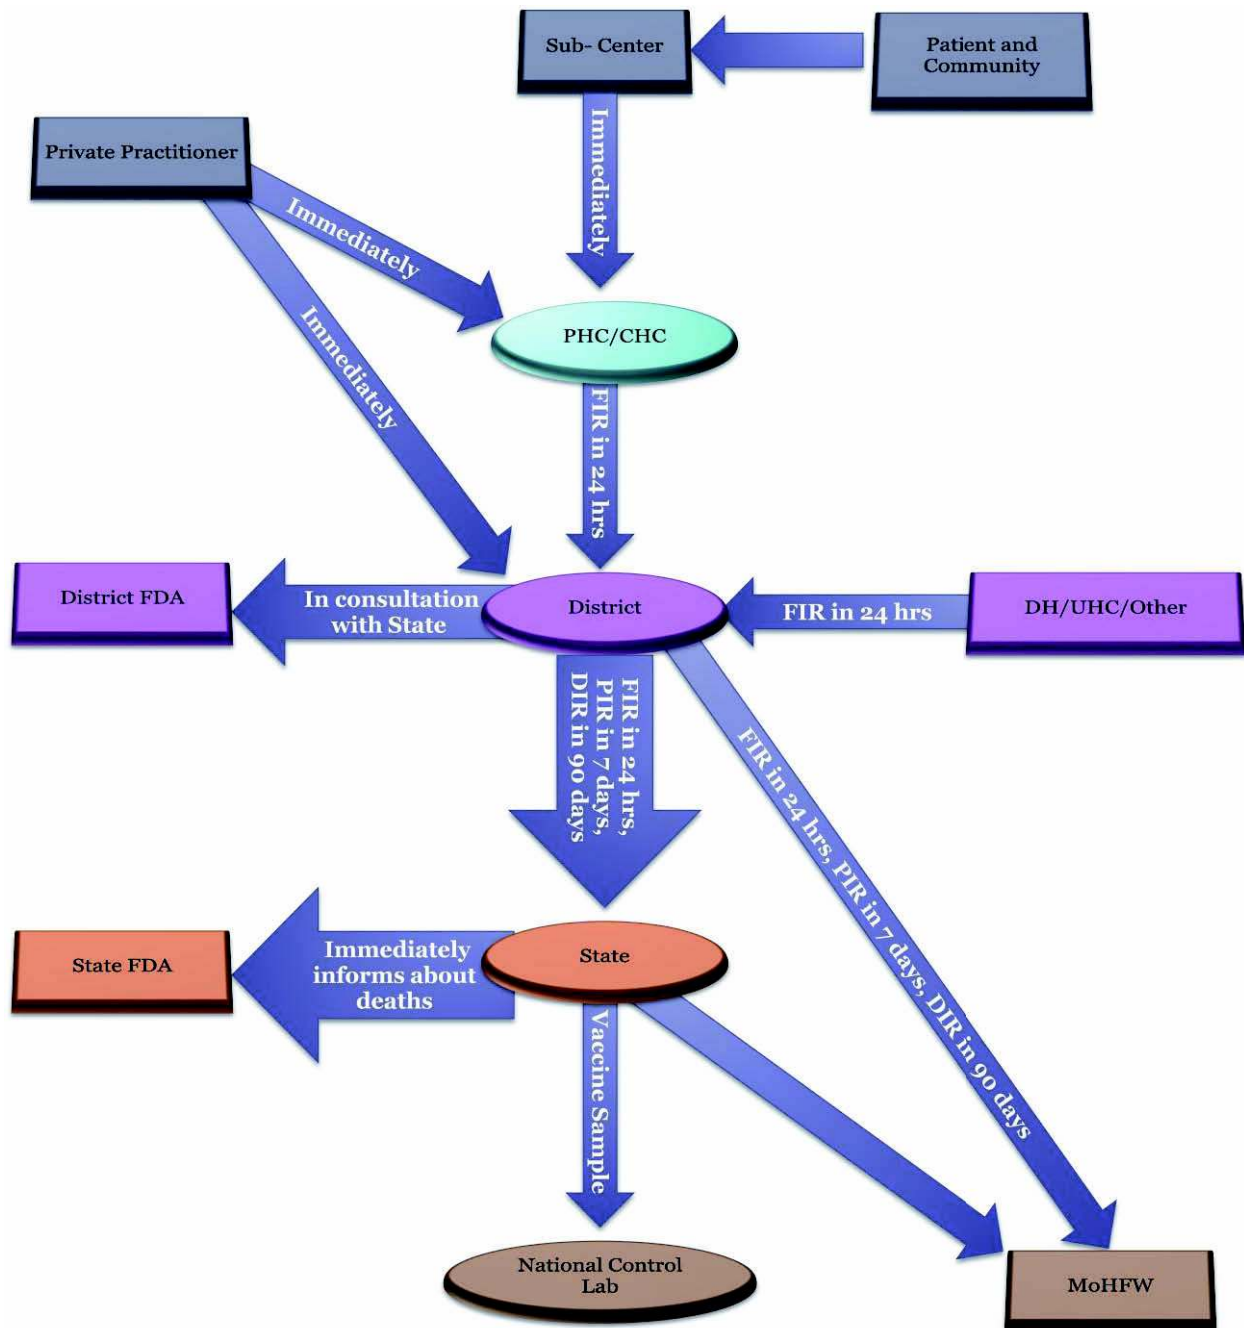 Sub- Center
Patient and
Community
Immediately
Private Practitioner
Immediately
Immediately
PHC/CHC
FIR in 24 hrs
District FDA
In consultation
with State
District
FIR in 24 hrs
DH/UHC/Other
FIR in 24 hrs,
PIR in 7 days,
DIR in 90 days
FIR in 24 hrs, PIR in 7 days, DIR in 90 days
State FDA
Immediately
informs about
deaths
State
Vaccine Sample
National Control
Lab
MoHFW